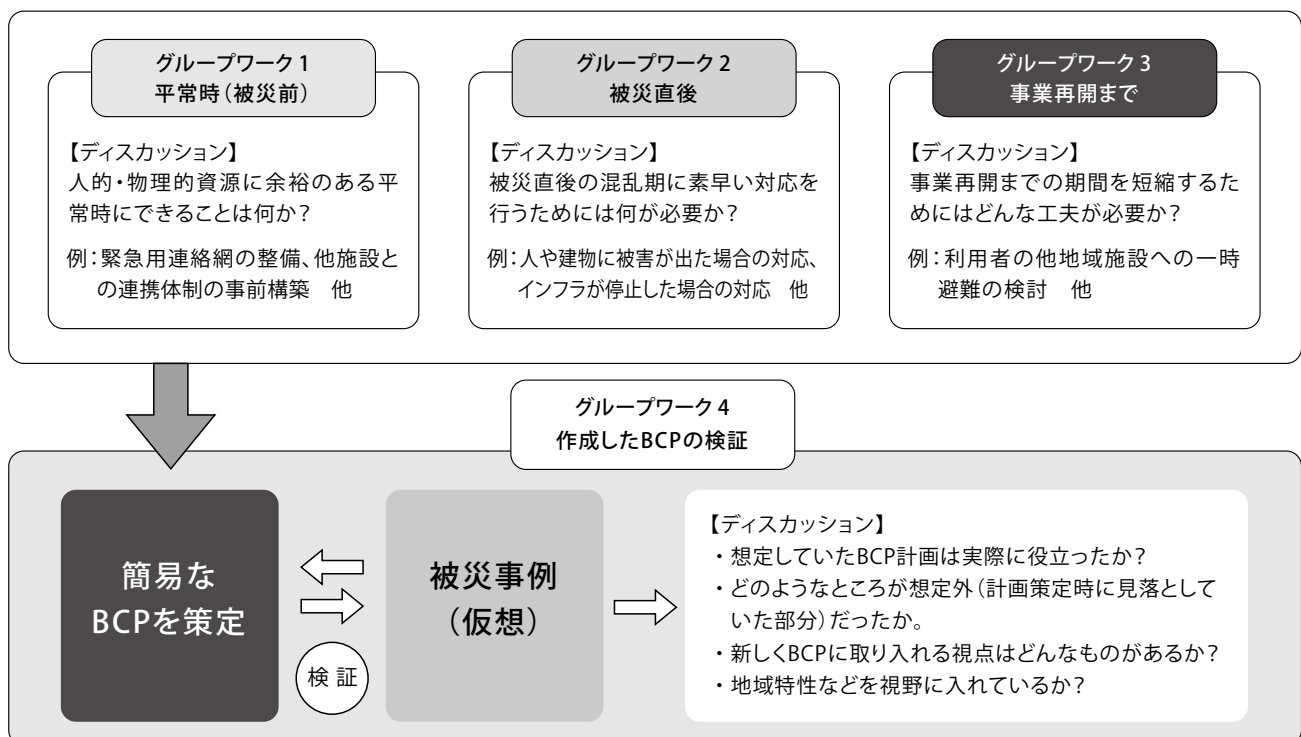 グループワーク 1
平常時(被災前)
【ディスカッション】
人的・物理的資源に余裕のある平
常時にできることは何か?
例:緊急用連絡網の整備、他施設と
の連携体制の事前構築 他
グループワーク 2
被災直後
【ディスカッション】
被災直後の混乱期に素早い対応を
行うためには何が必要か?
例:人や建物に被害が出た場合の対応、
インフラが停止した場合の対応 他
グループワーク 3
事業再開まで
【ディスカッション】
事業再開までの期間を短縮するた
めにはどんな工夫が必要か?
例:利用者の他地域施設への一時
避難の検討 他
グループワーク 4
作成したBCPの検証
簡易な
BCPを策定
検 証
被災事例
(仮想)
【ディスカッション】
・想定していたBCP計画は実際に役立ったか?
・どのようなところが想定外(計画策定時に見落として
いた部分)だったか。
・新しくBCPに取り入れる視点はどんなものがあるか?
・地域特性などを視野に入れているか?